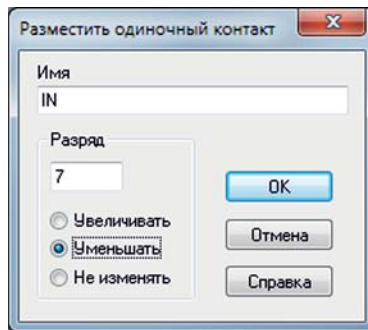 Разместить одиночный контакт
Имя
IN
Разряд
7
Увеличивать
Уменьшать
Не изменять
OK
Отмена
Справка